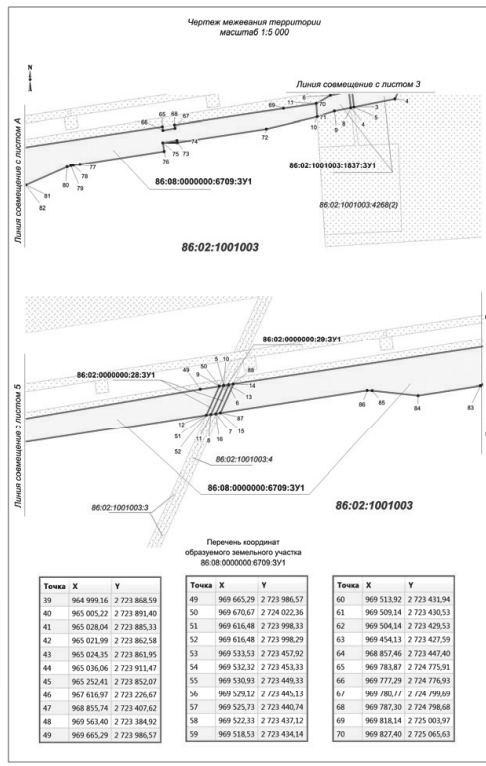 Чертеж межевания территории
масштаб 1:5 000
N
Линия совмещение с листом 3
Линия совмещение с листом А
66 65 68 67 69 11 70 6 4
71 10 9 8 4 5 3
72
74
75 73
76
77
78
79
80
81
82
86:02:1001003:1837:ЗУ1
86:08:0000000:6709:ЗУ1
86:02:1001003:4268(2)
86:02:1001003
Линия совмещение с листом 5
86:02:0000000:29:ЗУ1
86:02:0000000:28:ЗУ1
49 50 9 5 10 88
14
13
6
87
12
51
52
11 8 16 7 15
86 85 84 83
86:02:1001003:4
86:08:0000000:6709:ЗУ1
86:02:1001003:3
86:02:1001003
Перечень координат
образуемого земельного участка
86:08:0000000:6709:ЗУ1
Точка X Y
39 964 999,16 2 723 868,59
40 965 005,22 2 723 891,40
41 965 028,04 2 723 885,33
42 965 021,99 2 723 862,58
43 965 024,35 2 723 861,95
44 965 036,06 2 723 911,47
45 965 252,41 2 723 852,07
46 967 616,97 2 723 226,67
47 968 855,74 2 723 407,62
48 969 563,40 2 723 384,92
49 969 665,29 2 723 986,57
Точка X Y
49 969 665,29 2 723 986,57
50 969 670,67 2 724 022,36
51 969 616,48 2 723 998,33
52 969 616,48 2 723 998,29
53 969 533,53 2 723 457,92
54 969 532,32 2 723 453,33
55 969 530,93 2 723 449,33
56 969 529,12 2 723 445,13
57 969 525,73 2 723 440,74
58 969 522,33 2 723 437,12
59 969 518,53 2 723 434,14
60 969 513,92 2 723 431,94
61 969 509,14 2 723 430,53
62 969 504,14 2 723 429,53
63 969 454,13 2 723 427,59
64 968 857,46 2 723 447,40
65 969 783,87 2 724 775,91
66 969 777,29 2 724 776,93
67 969 780,77 2 724 799,69
68 969 787,30 2 724 798,68
69 969 818,14 2 725 003,97
70 969 827,40 2 725 065,63